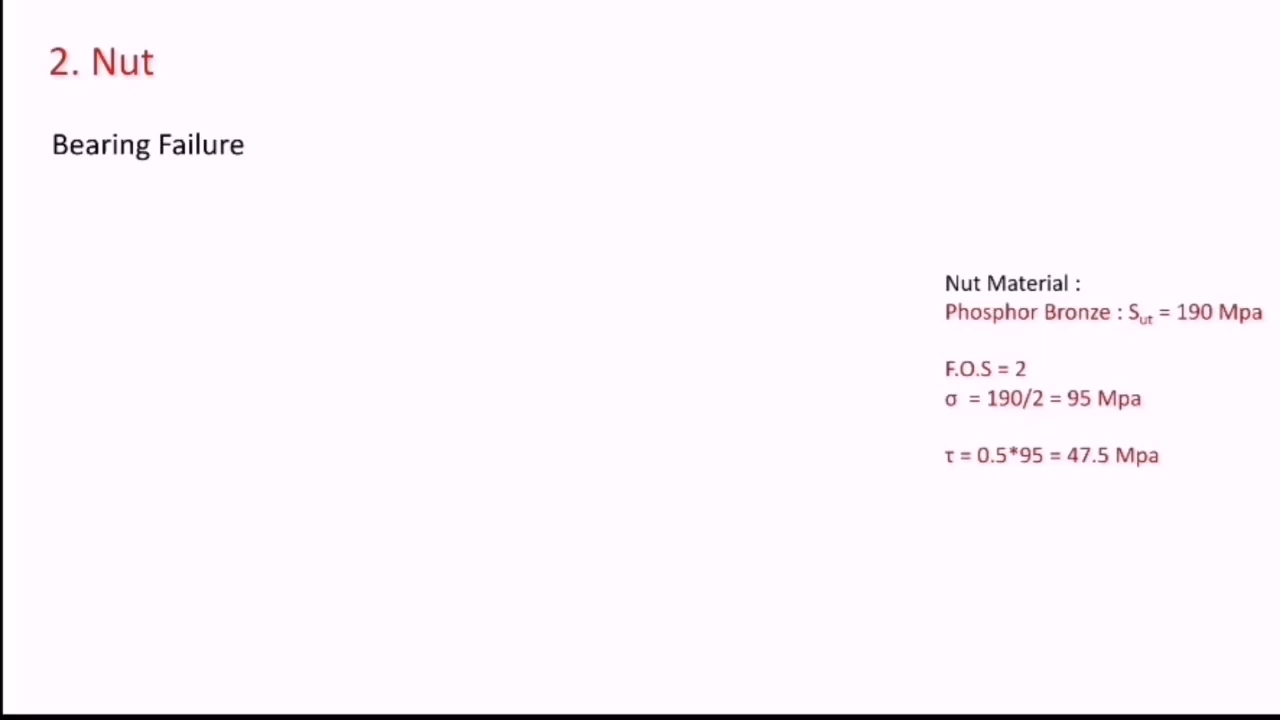 2. Nut
Bearing Failure
Nut Material :
Phosphor Bronze : Sut = 190 Mpa
F.O.S = 2
σ = 190/2 = 95 Mpa
τ = 0.5*95 = 47.5 Mpa